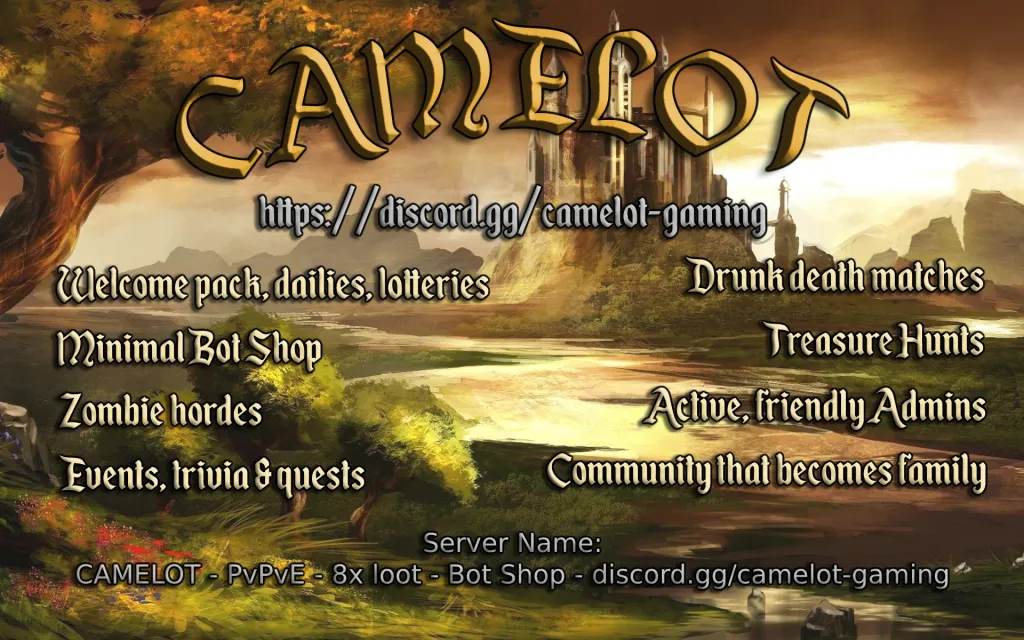 CAMELOT
https://discord.gg/camelot-gaming
Welcome pack, dailies, lotteries
Drunk death matches
Minimal Bot Shop
Treasure Hunts
Zombie hordes
Active, friendly Admins
Events, trivia & quests
Community that becomes family
Server Name:
CAMELOT - PvPvE - 8x loot - Bot Shop - discord.gg/camelot-gaming